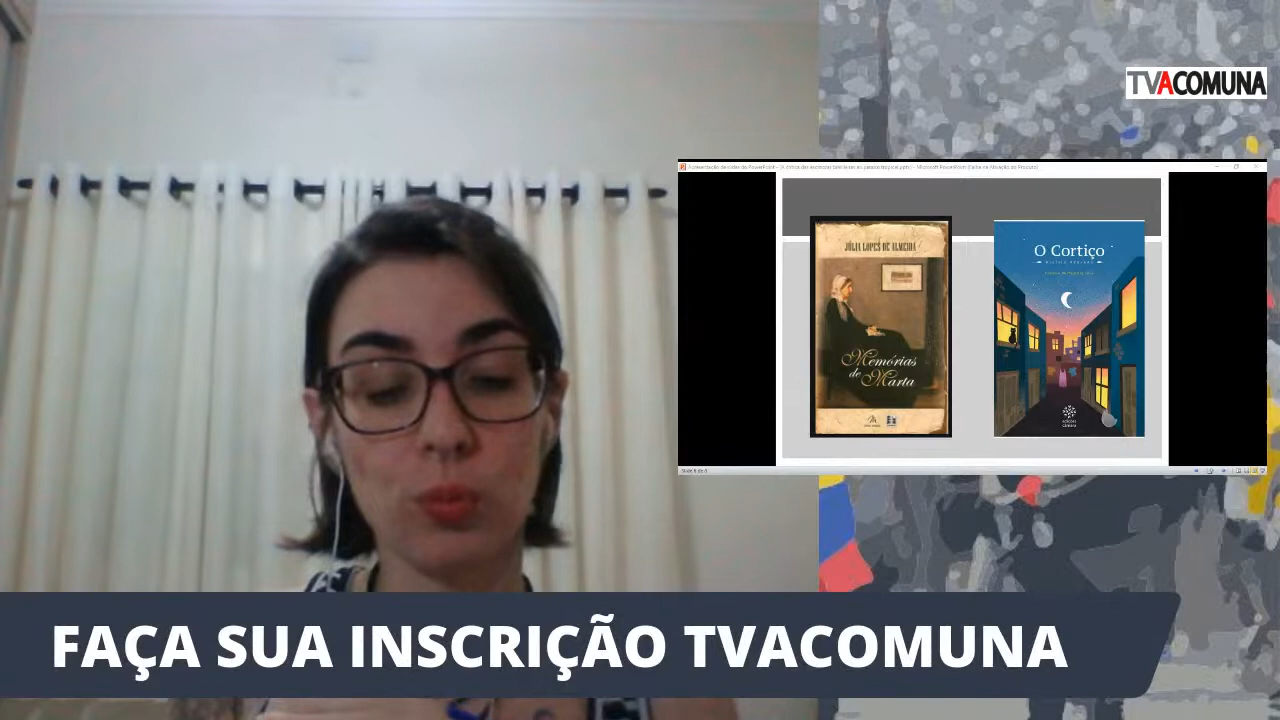 TVACOMUNA
JÚLIA LOPES DE ALMEIDA
Memórias
de Marta
O Cortiço
FAÇA SUA INSCRIÇÃO TVACOMUNA